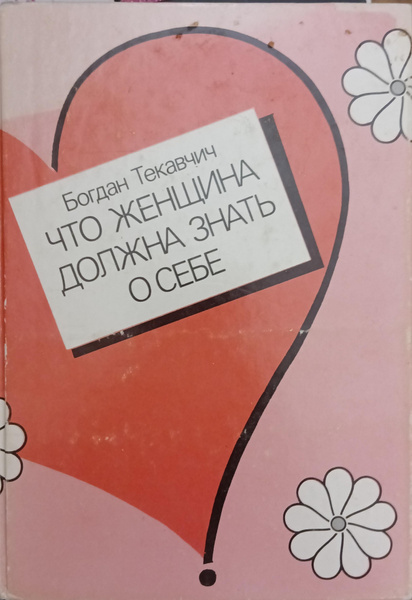 Богдан Текавчич
ЧТО ЖЕНЩИНА
ДОЛЖНА ЗНАТЬ
О СЕБЕ